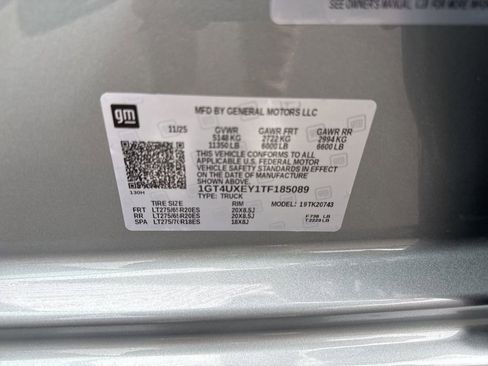 SEE OWNER'S MANUAL
gm
MFD BY GENERAL MOTORS LLC
11/25 GVWR GAWR FRT GAWR RR
5148 KG 2722 KG 2994 KG
11350 LB 6000 LB 6600 LB
THIS VEHICLE CONFORMS TO ALL
APPLICABLE U.S. FEDERAL MOTOR
VEHICLE SAFETY STANDARDS IN EFFECT
ON THE DATE OF MANUFACTURE
SHOWN ABOVE.
1GT4UXEY1TF185089
130H
TYPE: TRUCK
TIRE SIZE RIM MODEL: 19TK20743
FRT LT275/65R20ES 20X8.5J
RR LT275/65R20ES 20X8.5J
SPA LT275/70R18ES 18X8J